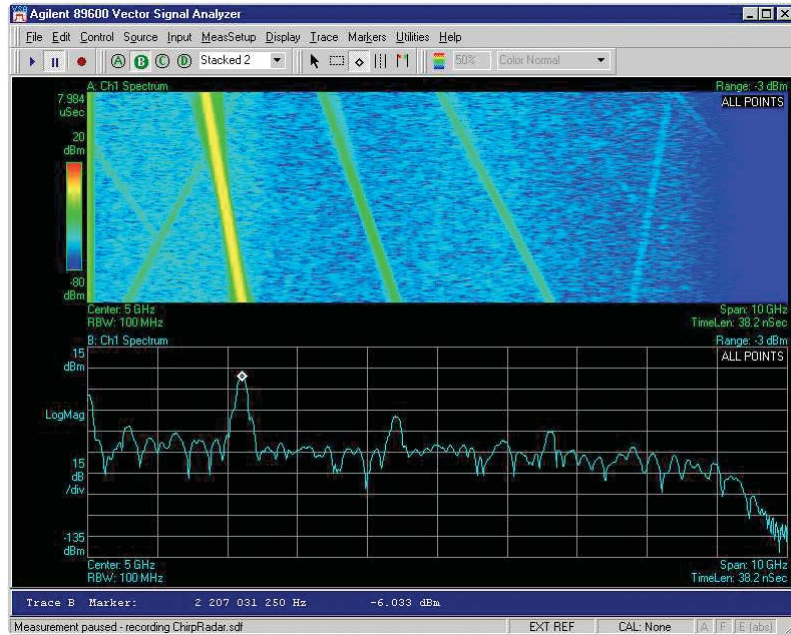 Agilent 89600 Vector Signal Analyzer
File Edit Control Source Input MeasSetup Display Trace Markers Utilities Help
A B C D Stacked 2 50% Color Normal
A: Ch1 Spectrum Range: -3 dBm
7.984 uSec
ALL POINTS
20 dBm
-80 dBm
Center: 5 GHz Span: 10 GHz
RBW: 100 MHz TimeLen: 38.2 nSec
B: Ch1 Spectrum Range: -3 dBm
15 dBm
ALL POINTS
LogMag
15 dB /div
-135 dBm
Center: 5 GHz Span: 10 GHz
RBW: 100 MHz TimeLen: 38.2 nSec
Trace B Marker: 2 207 031 250 Hz -6.033 dBm
Measurement paused - recording ChirpRadar.sdf EXT REF CAL: None A F E (abs)